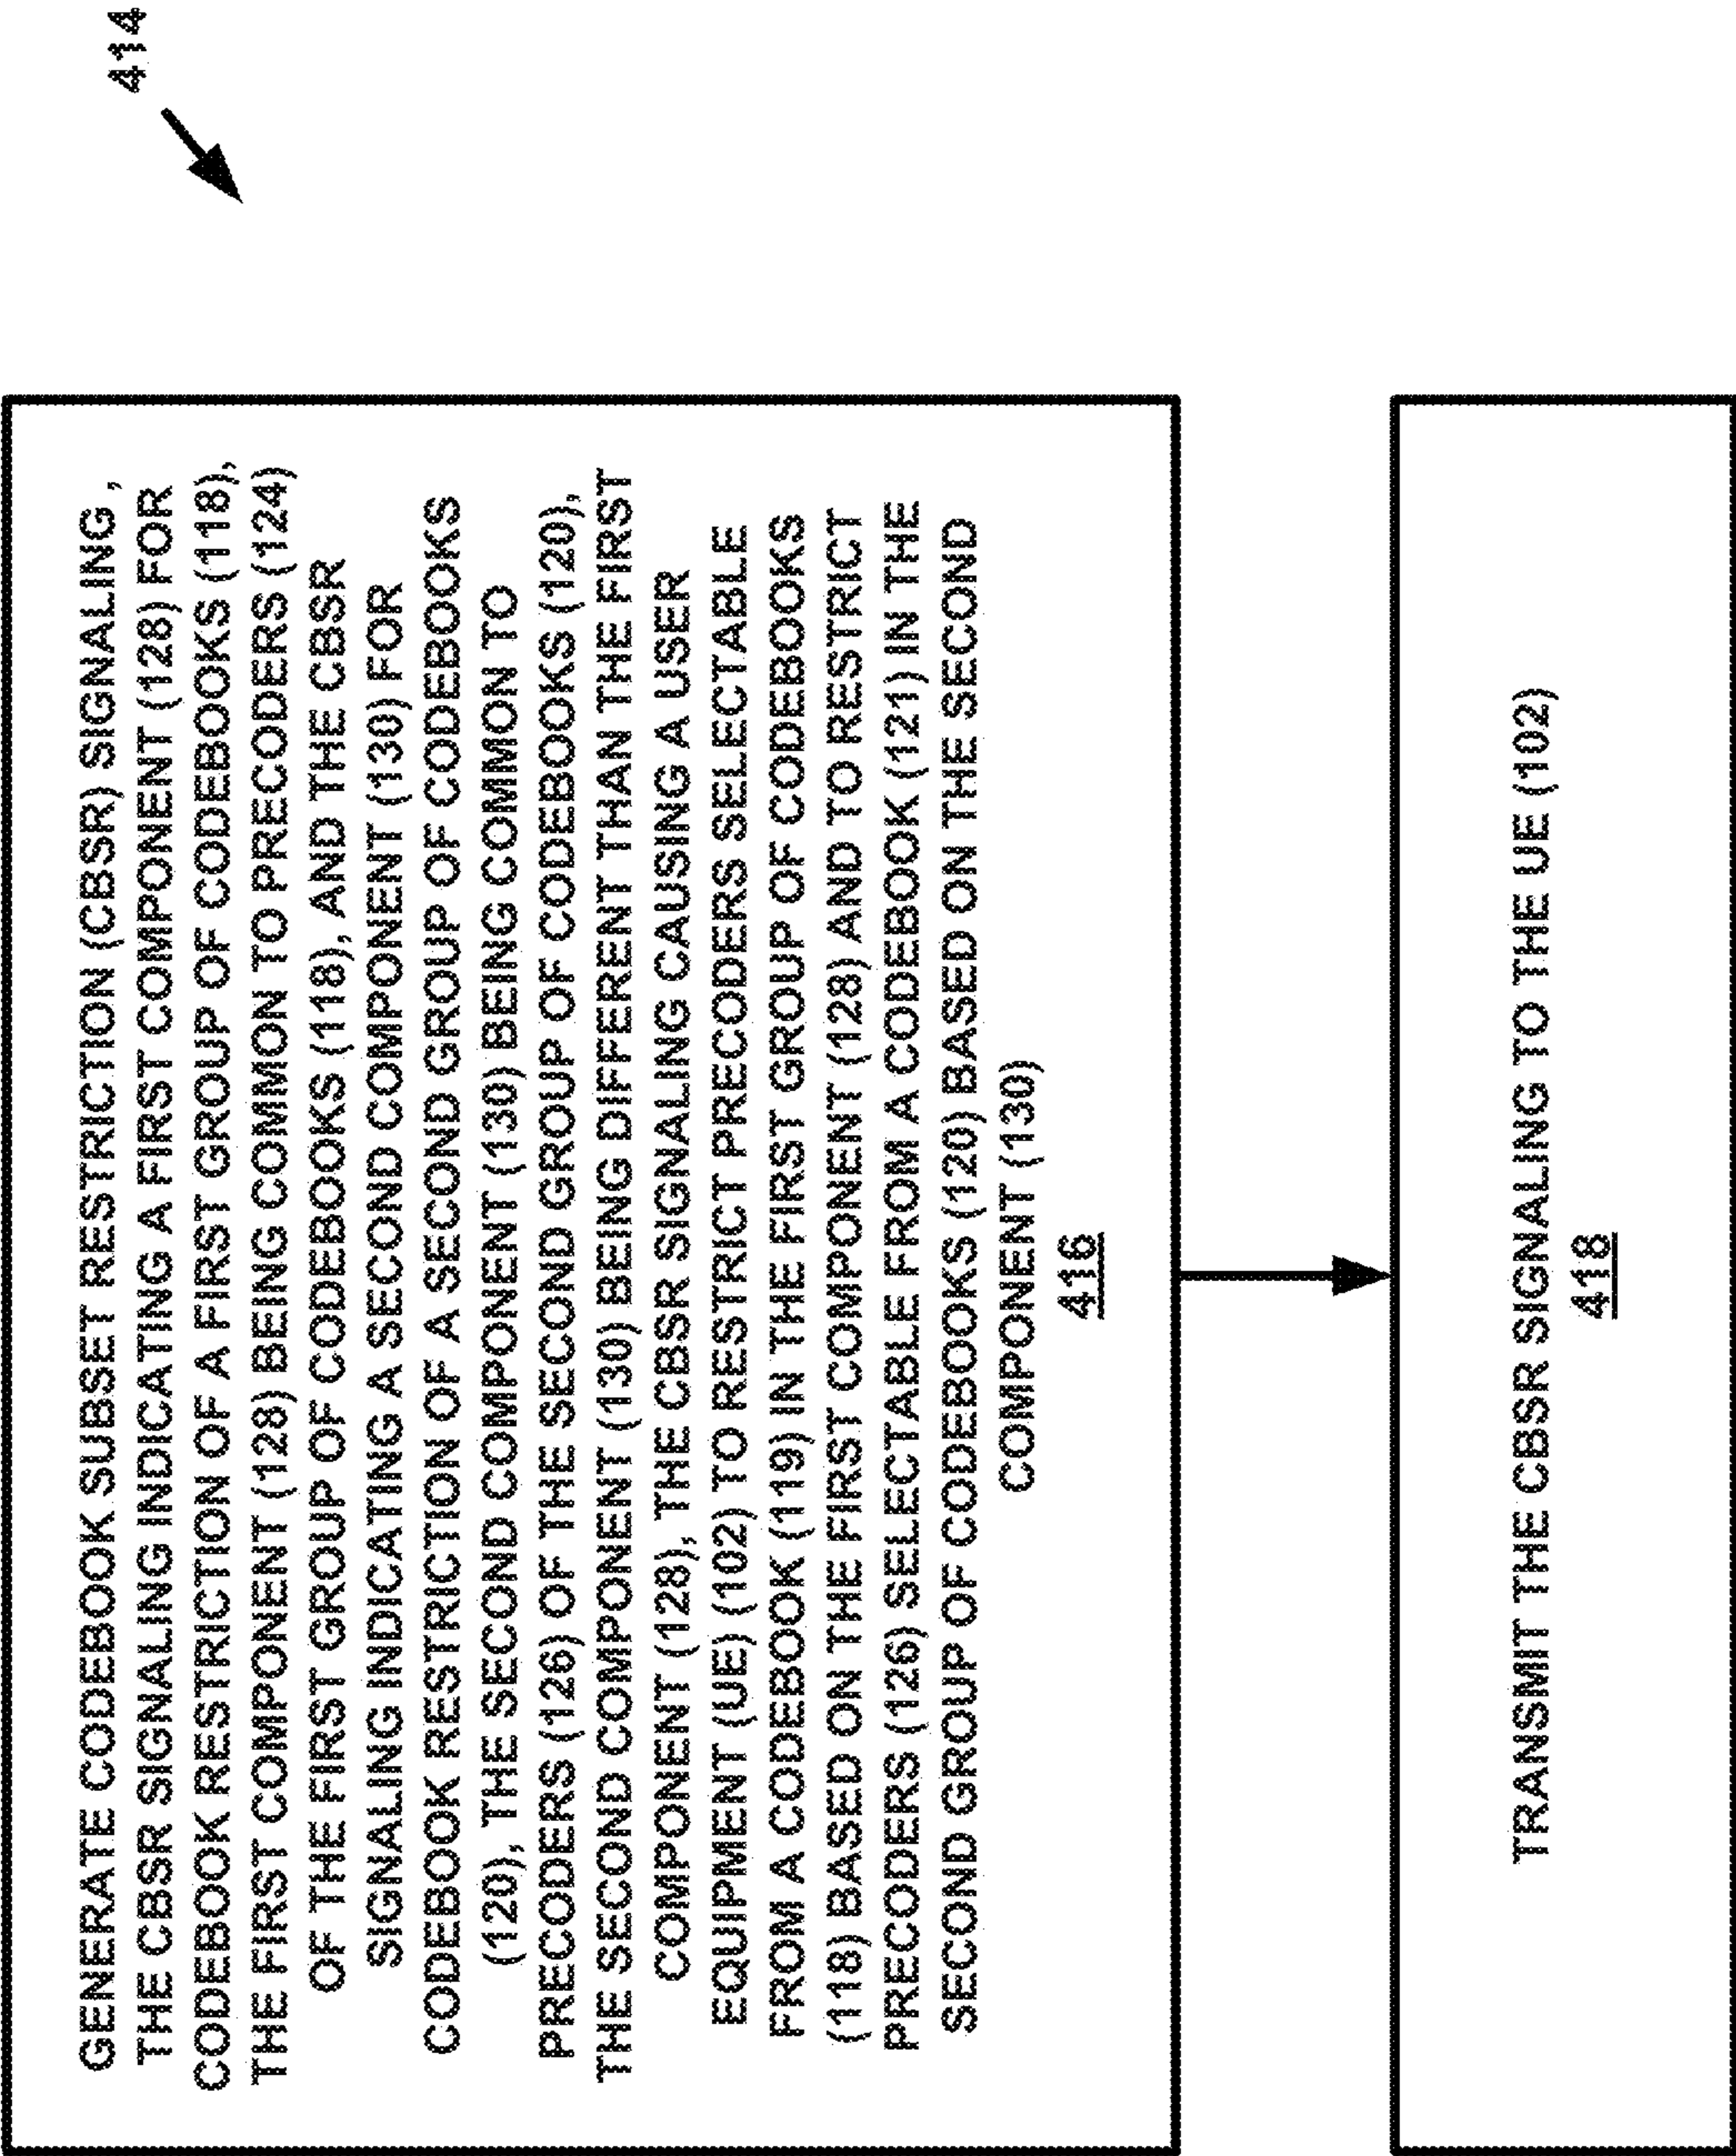 414
GENERATE CODEBOOK SUBSET RESTRICTION (CBSR) SIGNALING ,
THE CBSR SIGNALING INDICATING A FIRST COMPONENT (128) FOR
CODEBOOK RESTRICTION OF A FIRST GROUP OF CODEBOOKS (118),
THE FIRST COMPONENT (128) BEING COMMON TO PRECODERS (124)
OF THE FIRST GROUP OF CODEBOOKS (118), AND THE CBSR
SIGNALING INDICATING A SECOND COMPONENT (130) FOR
CODEBOOK RESTRICTION OF A SECOND GROUP OF CODEBOOKS
(120), THE SECOND COMPONENT (130) BEING COMMON TO
PRECODERS (126) OF THE SECOND GROUP OF CODEBOOKS (120),
THE SECOND COMPONENT (130) BEING DIFFERENT THAN THE FIRST
COMPONENT (128), THE CBSR SIGNALING CAUSING A USER
EQUIPMENT (UE) (102) TO RESTRICT PRECODERS SELECTABLE
FROM A CODEBOOK (119) IN THE FIRST GROUP OF CODEBOOKS
(118) BASED ON THE FIRST COMPONENT (128) AND TO RESTRICT
PRECODERS (126) SELECTABLE FROM A CODEBOOK (121) IN THE
SECOND GROUP OF CODEBOOKS (120) BASED ON THE SECOND
COMPONENT (130)
416
TRANSMIT THE CBSR SIGNALING TO THE UE (102)
418